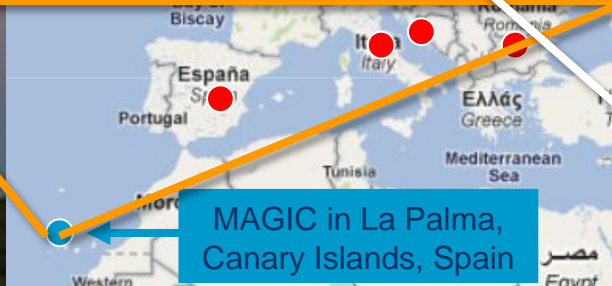 Biscay
România
Romania
Italia
Italy
España
Spain
Portugal
Ελλάς
Greece
Mediterranean
Sea
Tunisia
MAGIC in La Palma,
Canary Islands, Spain
مصر
Egypt
Western